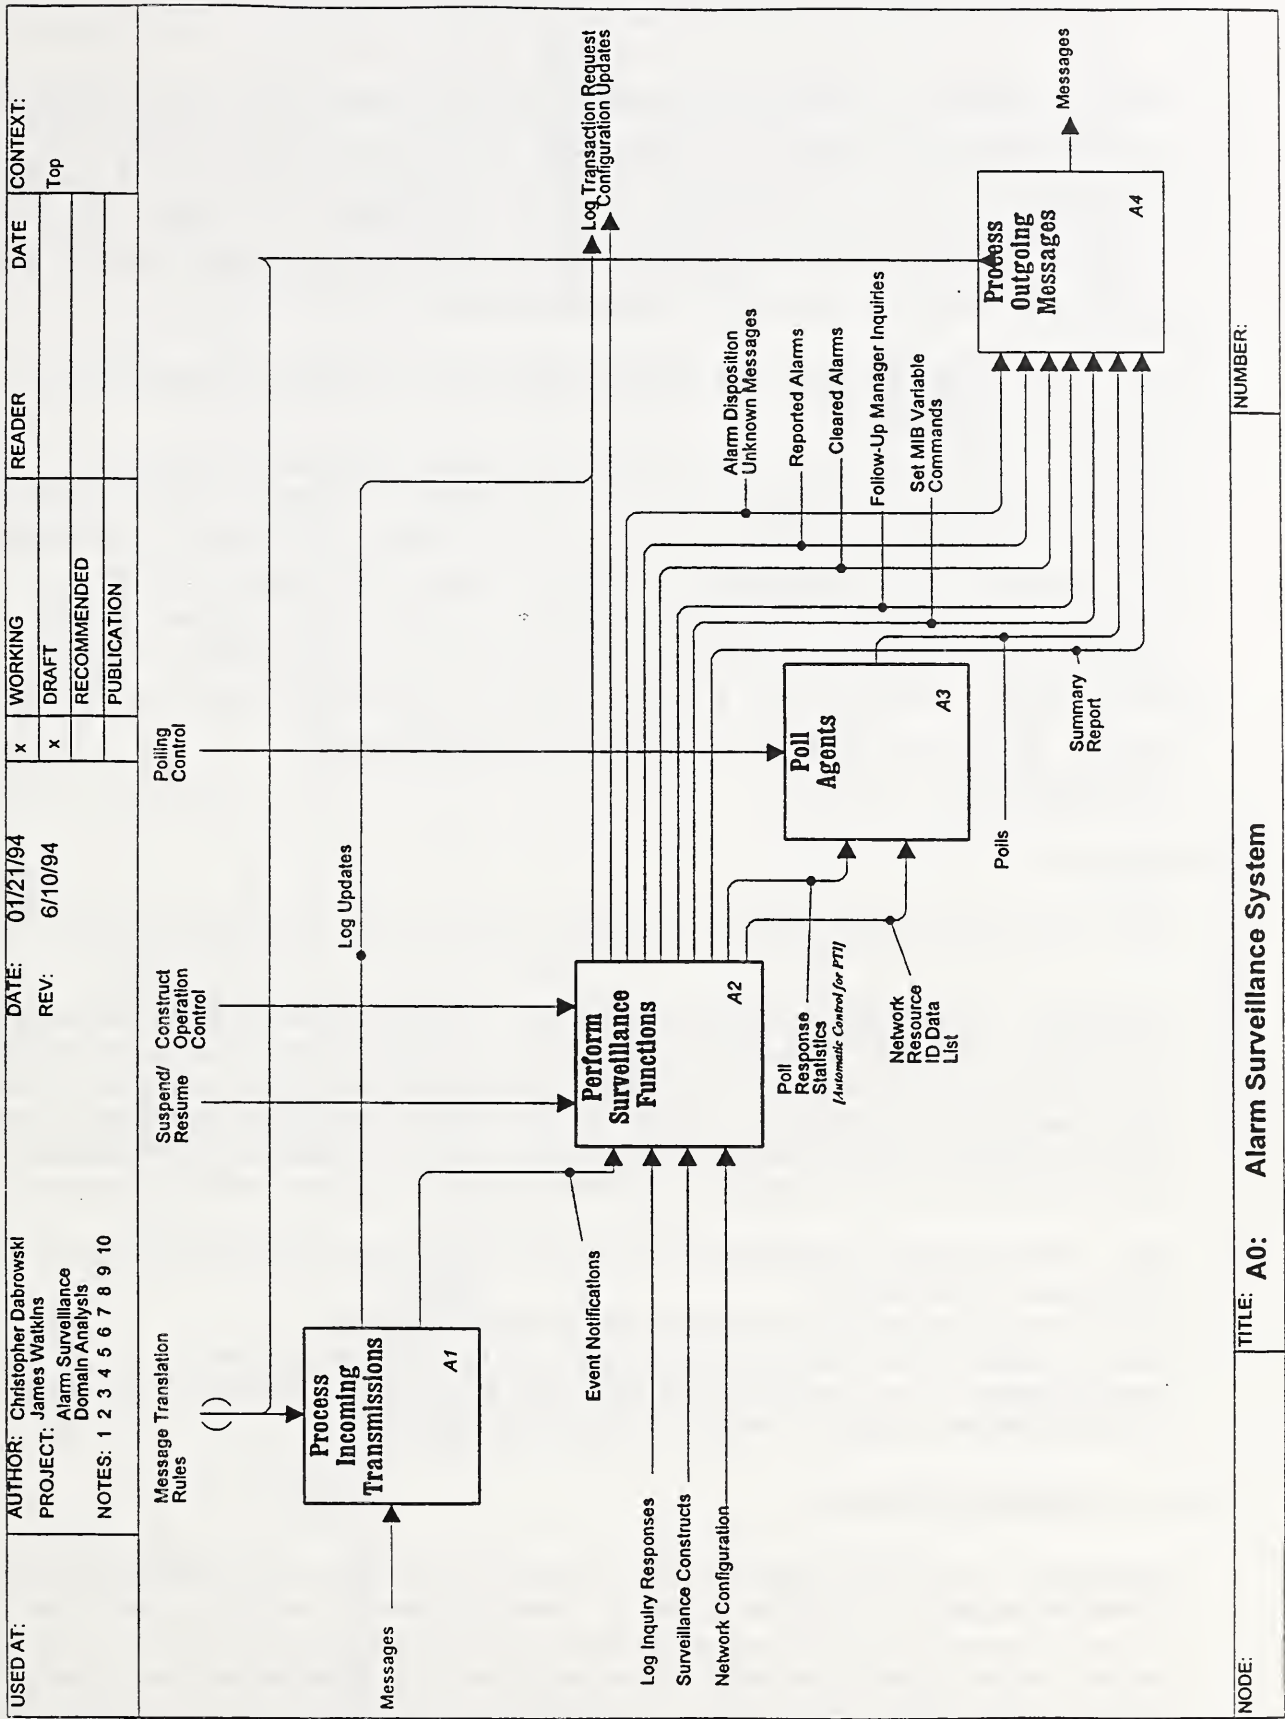 USED AT:
AUTHOR: Christopher Dabrowski
PROJECT: James Watkins
Alarm Surveillance
Domain Analysis
NOTES: 1 2 3 4 5 6 7 8 9 10
DATE: 01/21/94
REV: 6/10/94
x WORKING
x DRAFT
RECOMMENDED
PUBLICATION
READER DATE
CONTEXT:
Top
Message Translation
Rules
Suspend/
Resume
Construct
Operation
Control
Polling
Control
Log Updates
Messages
Process
Incoming
Transmissions
A1
Event Notifications
Log Inquiry Responses
Surveillance Constructs
Network Configuration
Perform
Surveillance
Functions
A2
Log Transaction Request
Configuration Updates
Poll
Response
Statistics
[Automatic Control for PTI]
Network
Resource
ID Data
List
Poll
Agents
A3
Polls
Summary
Report
Alarm Disposition
Unknown Messages
Reported Alarms
Cleared Alarms
Follow-Up Manager Inquiries
Set MIB Variable
Commands
Process
Outgoing
Messages
A4
Messages
NODE:
TITLE: A0: Alarm Surveillance System
NUMBER: